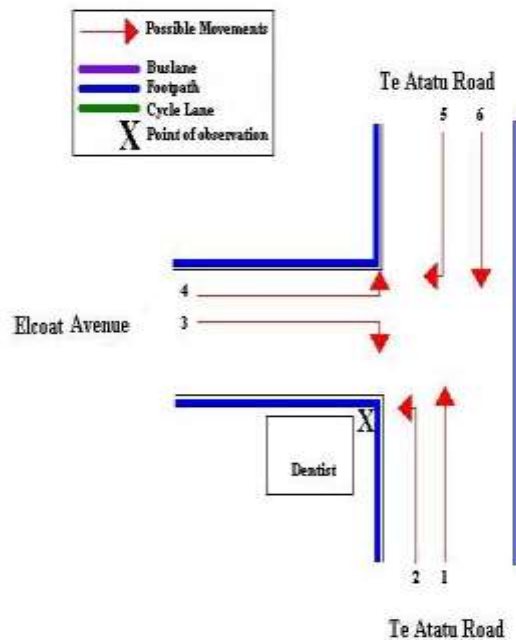 Possible Movements
Buslane
Footpath
Cycle Lane
X Point of observation
Te Atatu Road
5 6
4
3
Elcoat Avenue
X
Dentist
2 1
Te Atatu Road